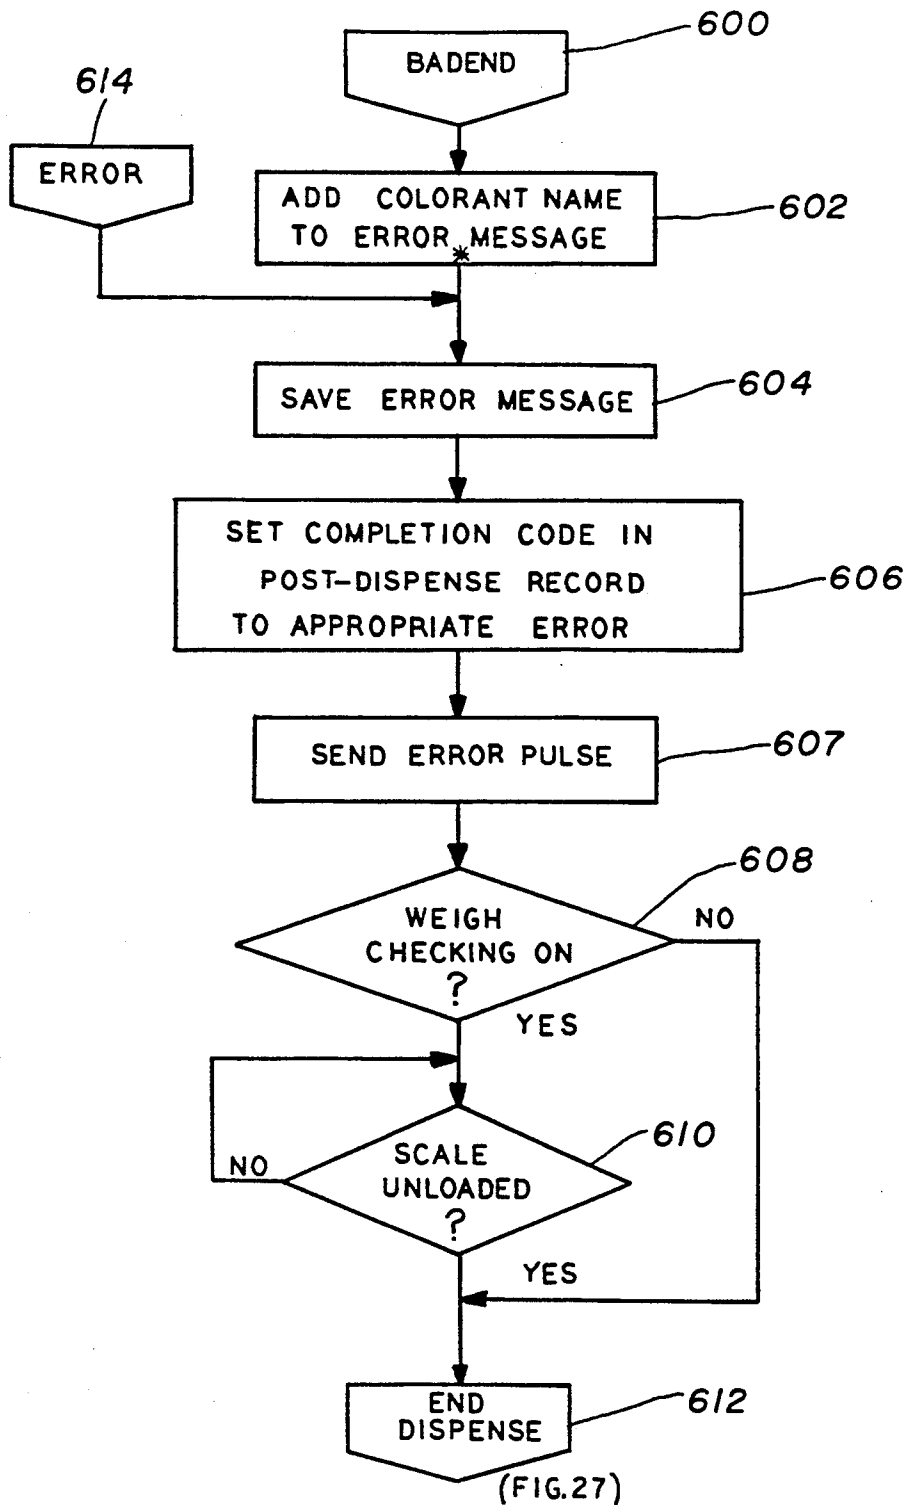 600
BADEND
614
ERROR
ADD COLORANT NAME
TO ERROR MESSAGE
*
602
SAVE ERROR MESSAGE
604
SET COMPLETION CODE IN
POST-DISPENSE RECORD
TO APPROPRIATE ERROR
606
SEND ERROR PULSE
607
608
WEIGH
CHECKING ON
?
NO
YES
610
SCALE
UNLOADED
?
NO
YES
END
DISPENSE
612
(FIG.27)